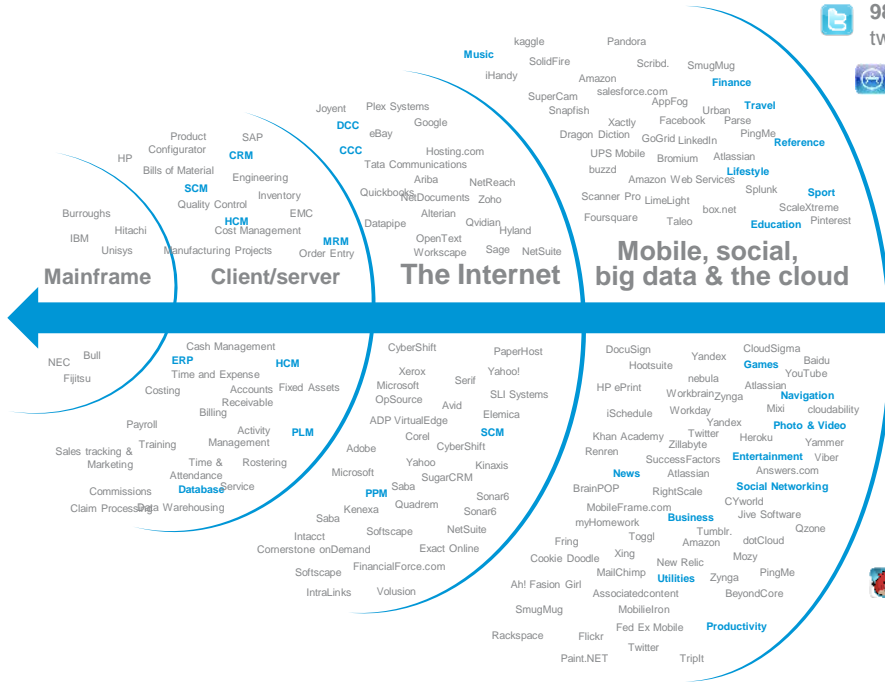 98
tw
kaggle
Pandora
Music
SolidFire
Scribd.
SmugMug
iHandy
Amazon
Finance
salesforce.com
SuperCam
AppFog
Snapfish
Urban
Travel
Xactly
Facebook
Parse
Dragon Diction
GoGrid
LinkedIn
PingMe
Reference
UPS Mobile
Bromium
Atlassian
buzzd
Lifestyle
Amazon Web Services
Splunk
Sport
Scanner Pro
LimeLight
box.net
ScaleXtreme
Foursquare
Taleo
Education
Pinterest
Mobile, social,
big data & the cloud
Joyent
Plex Systems
DCC
Google
eBay
CCC
Hosting.com
Tata Communications
Ariba
NetReach
Quickbooks
NetDocuments
Zoho
Alterian
Datapipe
Qvidian
Hyland
OpenText
Workscape
Sage
NetSuite
The Internet
Product
Configurator
SAP
CRM
Bills of Material
Engineering
SCM
Inventory
Quality Control
EMC
HCM
Cost Management
MRM
Manufacturing Projects
Order Entry
Client/server
HP
Burroughs
Hitachi
IBM
Unisys
Mainframe
NEC
Bull
Fijitsu
Cash Management
ERP
HCM
Time and Expense
Costing
Accounts
Receivable
Fixed Assets
Billing
Payroll
Activity
Management
PLM
Training
Sales tracking &
Marketing
Time &
Attendance
Rostering
Commissions
Database
Service
Claim Processing
Data Warehousing
CyberShift
PaperHost
Xerox
Yahoo!
Microsoft
Serif
OpSource
SLI Systems
Avid
ADP VirtualEdge
Elemica
Corel
SCM
Adobe
CyberShift
Yahoo
Kinaxis
Microsoft
SugarCRM
Saba
PPM
Sonar6
Kenexa
Quadrem
Saba
Sonar6
Softscape
NetSuite
Intacct
Cornerstone onDemand
Exact Online
FinancialForce.com
Softscape
IntraLinks
Volusion
DocuSign
CloudSigma
Yandex
Baidu
Hootsuite
Games
YouTube
nebula
HP ePrint
Atlassian
Workbrain
Zynga
Navigation
iSchedule
Workday
Mixi
cloudability
Yandex
Photo & Video
Khan Academy
Twitter
Heroku
Yammer
Renren
Zillabyte
SuccessFactors
Entertainment
Viber
News
Atlassian
Answers.com
BrainPOP
RightScale
Social Networking
MobileFrame.com
CYworld
myHomework
Business
Jive Software
Fring
Toggl
Tumblr.
Qzone
Amazon
dotCloud
Cookie Doodle
Xing
New Relic
Mozy
MailChimp
Utilities
Zynga
PingMe
Ah! Fasion Girl
Associatedcontent
BeyondCore
SmugMug
MobilieIron
Rackspace
Flickr
Fed Ex Mobile
Productivity
Twitter
Paint.NET
TripIt